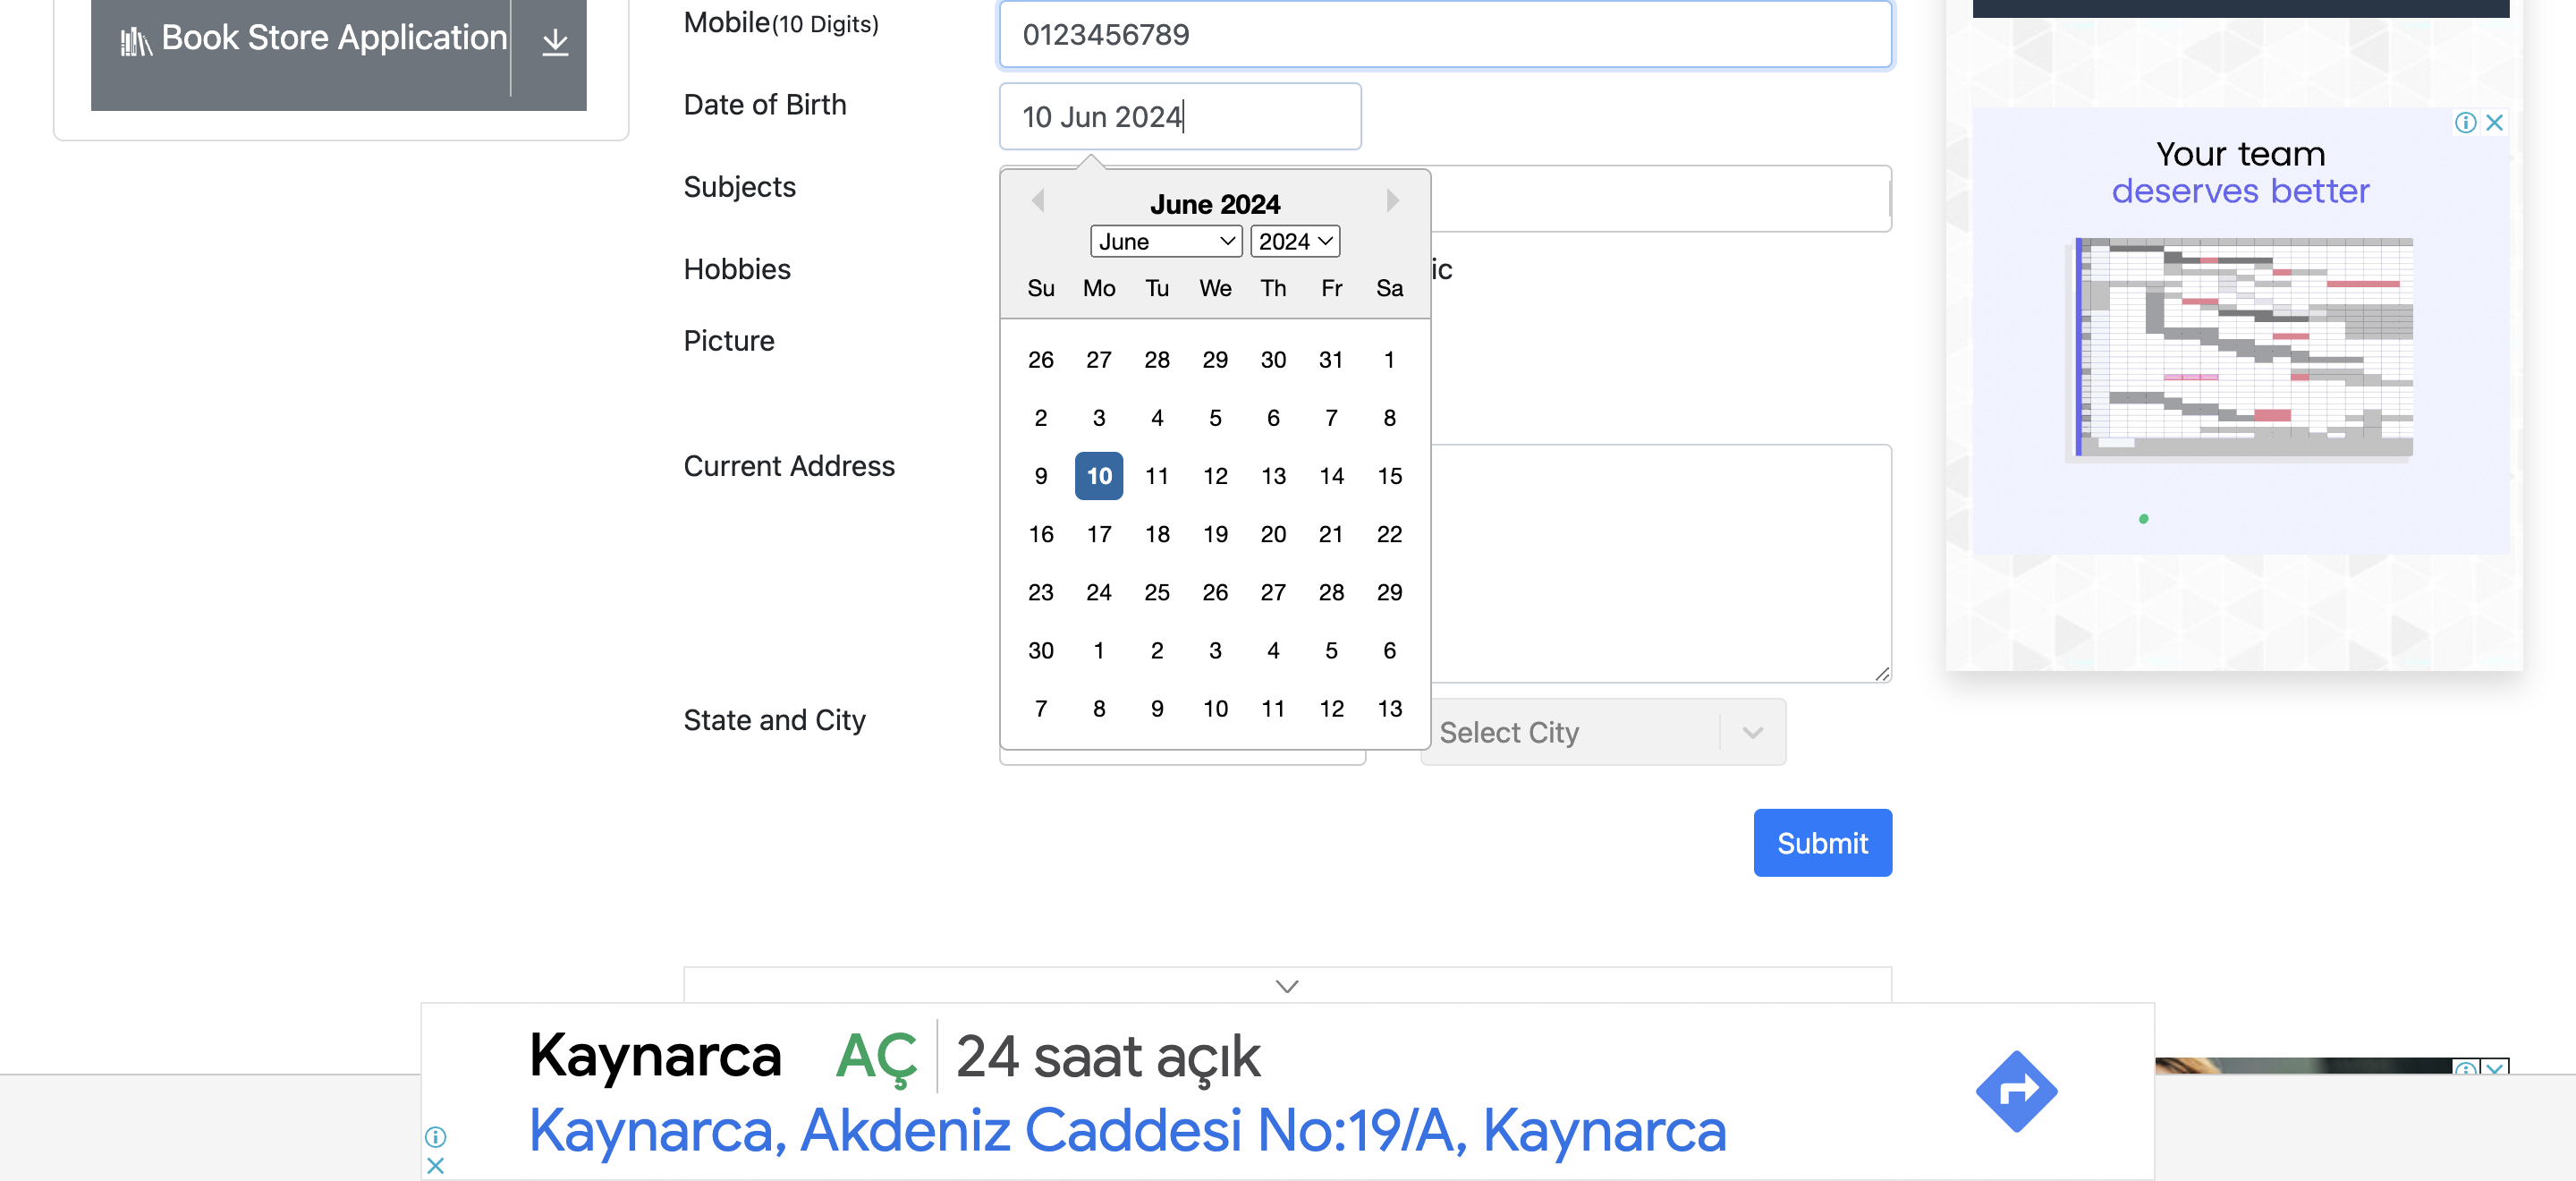 Book Store Application
Mobile(10 Digits)
0123456789
Date of Birth
10 Jun 2024
Subjects
June 2024
June 2024
Su Mo Tu We Th Fr Sa
26 27 28 29 30 31 1
2 3 4 5 6 7 8
9 10 11 12 13 14 15
16 17 18 19 20 21 22
23 24 25 26 27 28 29
30 1 2 3 4 5 6
7 8 9 10 11 12 13
Hobbies
ic
Picture
Current Address
State and City
Select City
Submit
Your team
deserves better
Kaynarca AÇ 24 saat açık
Kaynarca, Akdeniz Caddesi No:19/A, Kaynarca